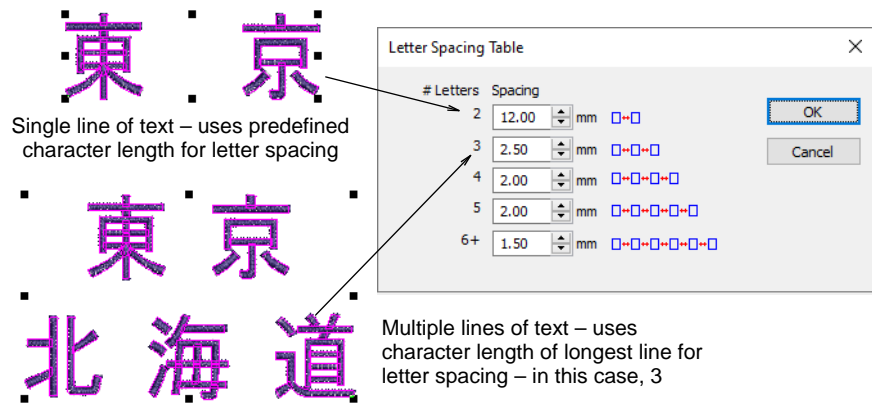 東京
Single line of text – uses predefined
character length for letter spacing
東京
北海道
Letter Spacing Table
# Letters Spacing
2 12.00 mm
3 2.50 mm
4 2.00 mm
5 2.00 mm
6+ 1.50 mm
OK
Cancel
Multiple lines of text – uses
character length of longest line for
letter spacing – in this case, 3